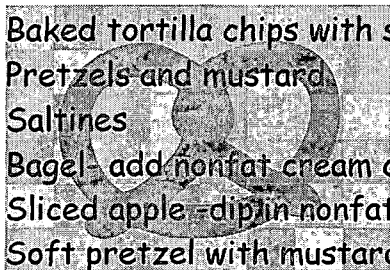 Baked tortilla chips with s
Pretzels and mustard
Saltines
Bagel- add nonfat cream c
Sliced apple -dip in nonfat
Soft pretzel with mustard